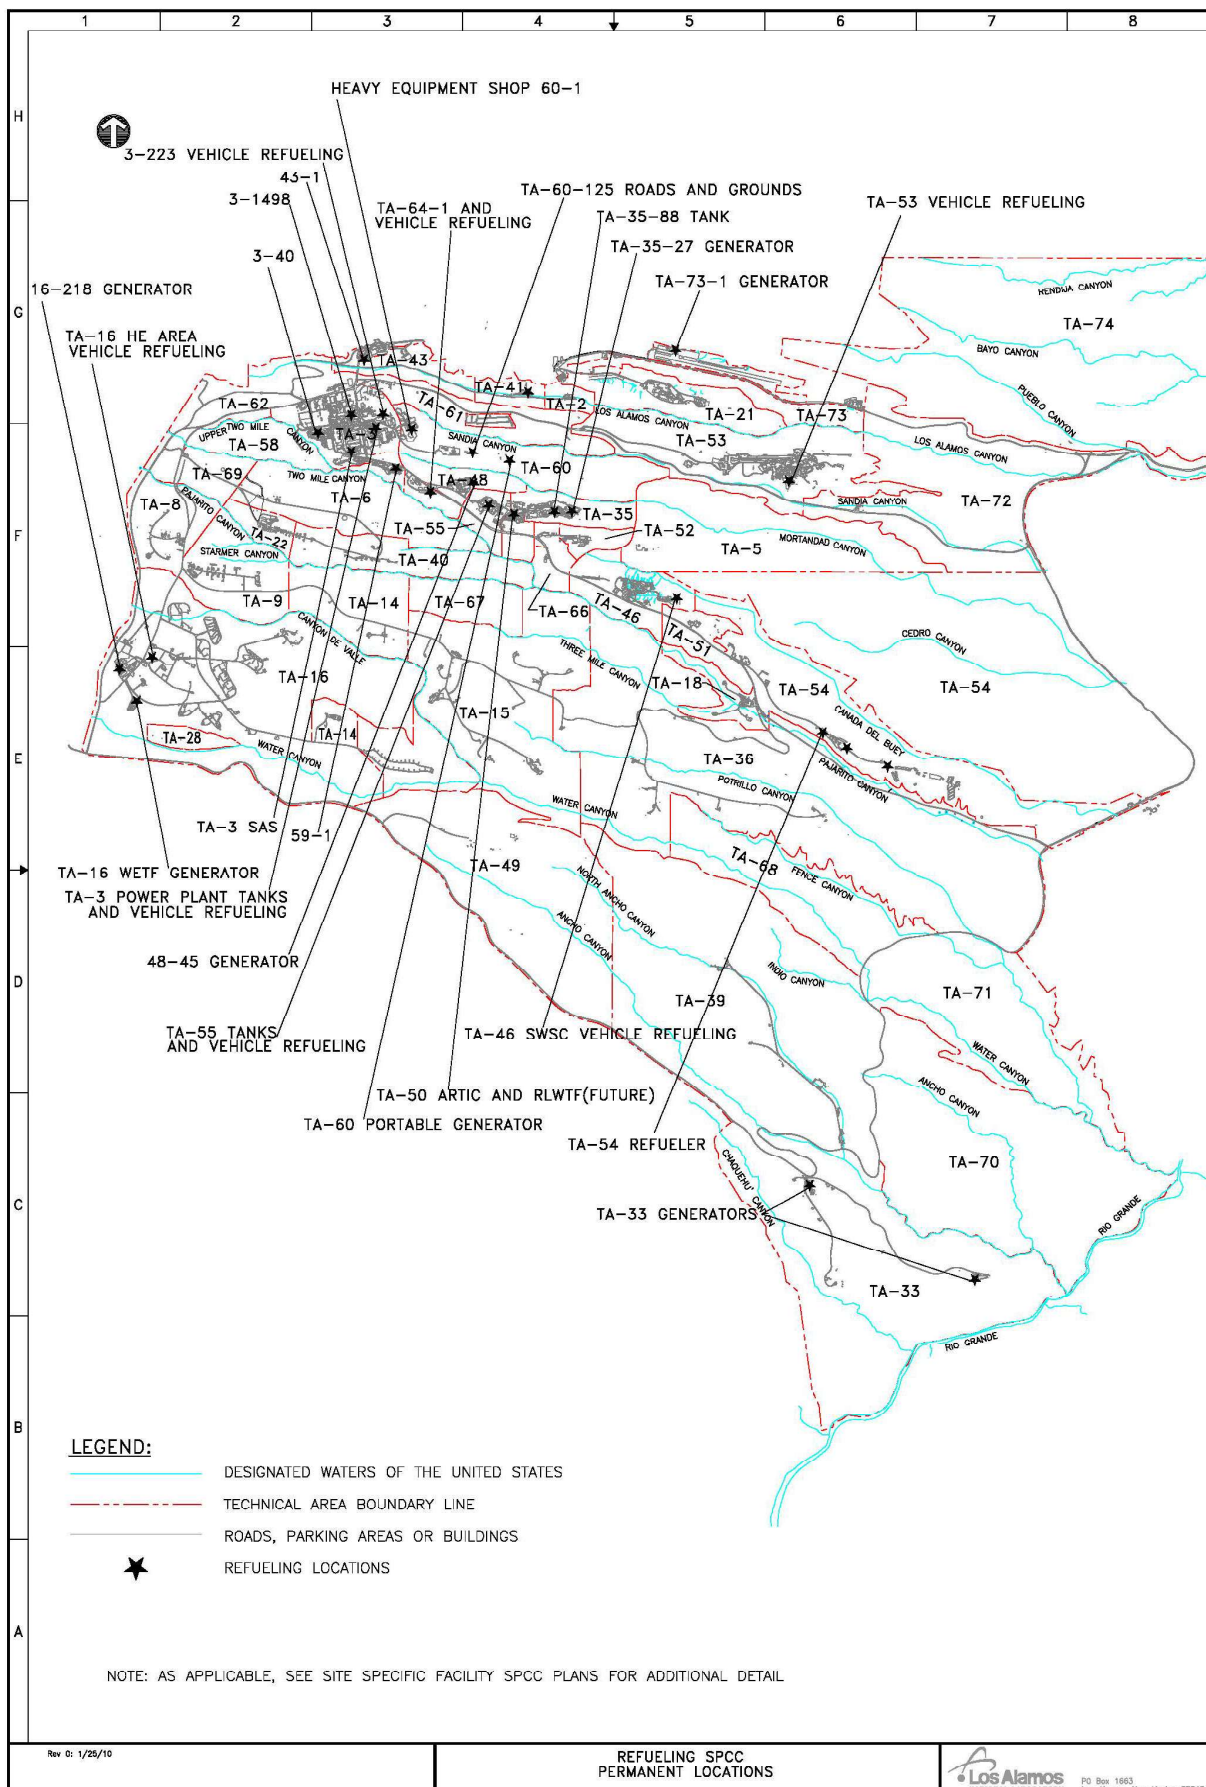 1 2 3 4 5 6 7 8
H
G
F
E
D
C
B
A
HEAVY EQUIPMENT SHOP 60-1
3-223 VEHICLE REFUELING
43-1
3-1498
3-40
TA-64-1 AND
VEHICLE REFUELING
TA-60-125 ROADS AND GROUNDS
TA-35-88 TANK
TA-35-27 GENERATOR
TA-73-1 GENERATOR
TA-53 VEHICLE REFUELING
16-218 GENERATOR
TA-16 HE AREA
VEHICLE REFUELING
RENDIJA CANYON
TA-74
BAYO CANYON
PUEBLO CANYON
TA-43
TA-41
TA-2
TA-21
TA-73
TA-62
TA-61
LOS ALAMOS CANYON
LOS ALAMOS CANYON
UPPER TWO MILE
CANYON
TA-3
TA-58
SANDIA CANYON
TA-53
TA-60
TA-69
TWO MILE CANYON
TA-6
TA-48
TA-72
SANDIA CANYON
TA-8
PAJARITO CANYON
TA-22
TA-55
TA-35
TA-52
TA-5
MORTANDAD CANYON
STARMER CANYON
TA-40
TA-9
TA-14
TA-67
TA-66
TA-46
TA-51
CANYON DE VALLE
THREE MILE CANYON
CEDRO CANYON
TA-16
TA-18
TA-54
TA-54
TA-15
CANADA DEL BUEY
TA-28
TA-14
WATER CANYON
TA-36
PAJARITO CANYON
POTRILLO CANYON
WATER CANYON
TA-3 SAS
59-1
TA-49
TA-68
FENCE CANYON
TA-16 WETF GENERATOR
TA-3 POWER PLANT TANKS
AND VEHICLE REFUELING
NORTH ANCHO CANYON
ANCHO CANYON
48-45 GENERATOR
INDIO CANYON
TA-39
TA-71
TA-55 TANKS
AND VEHICLE REFUELING
TA-46 SWSC VEHICLE REFUELING
WATER CANYON
ANCHO CANYON
TA-50 ARTIC AND RLWTF(FUTURE)
TA-60 PORTABLE GENERATOR
TA-54 REFUELER
CHAQUEHUI CANYON
TA-70
TA-33 GENERATORS
RIO GRANDE
TA-33
RIO GRANDE
LEGEND:
DESIGNATED WATERS OF THE UNITED STATES
TECHNICAL AREA BOUNDARY LINE
ROADS, PARKING AREAS OR BUILDINGS
REFUELING LOCATIONS
NOTE: AS APPLICABLE, SEE SITE SPECIFIC FACILITY SPCC PLANS FOR ADDITIONAL DETAIL
Rev 0: 1/25/10
REFUELING SPCC
PERMANENT LOCATIONS
Los Alamos
PO Box 1663